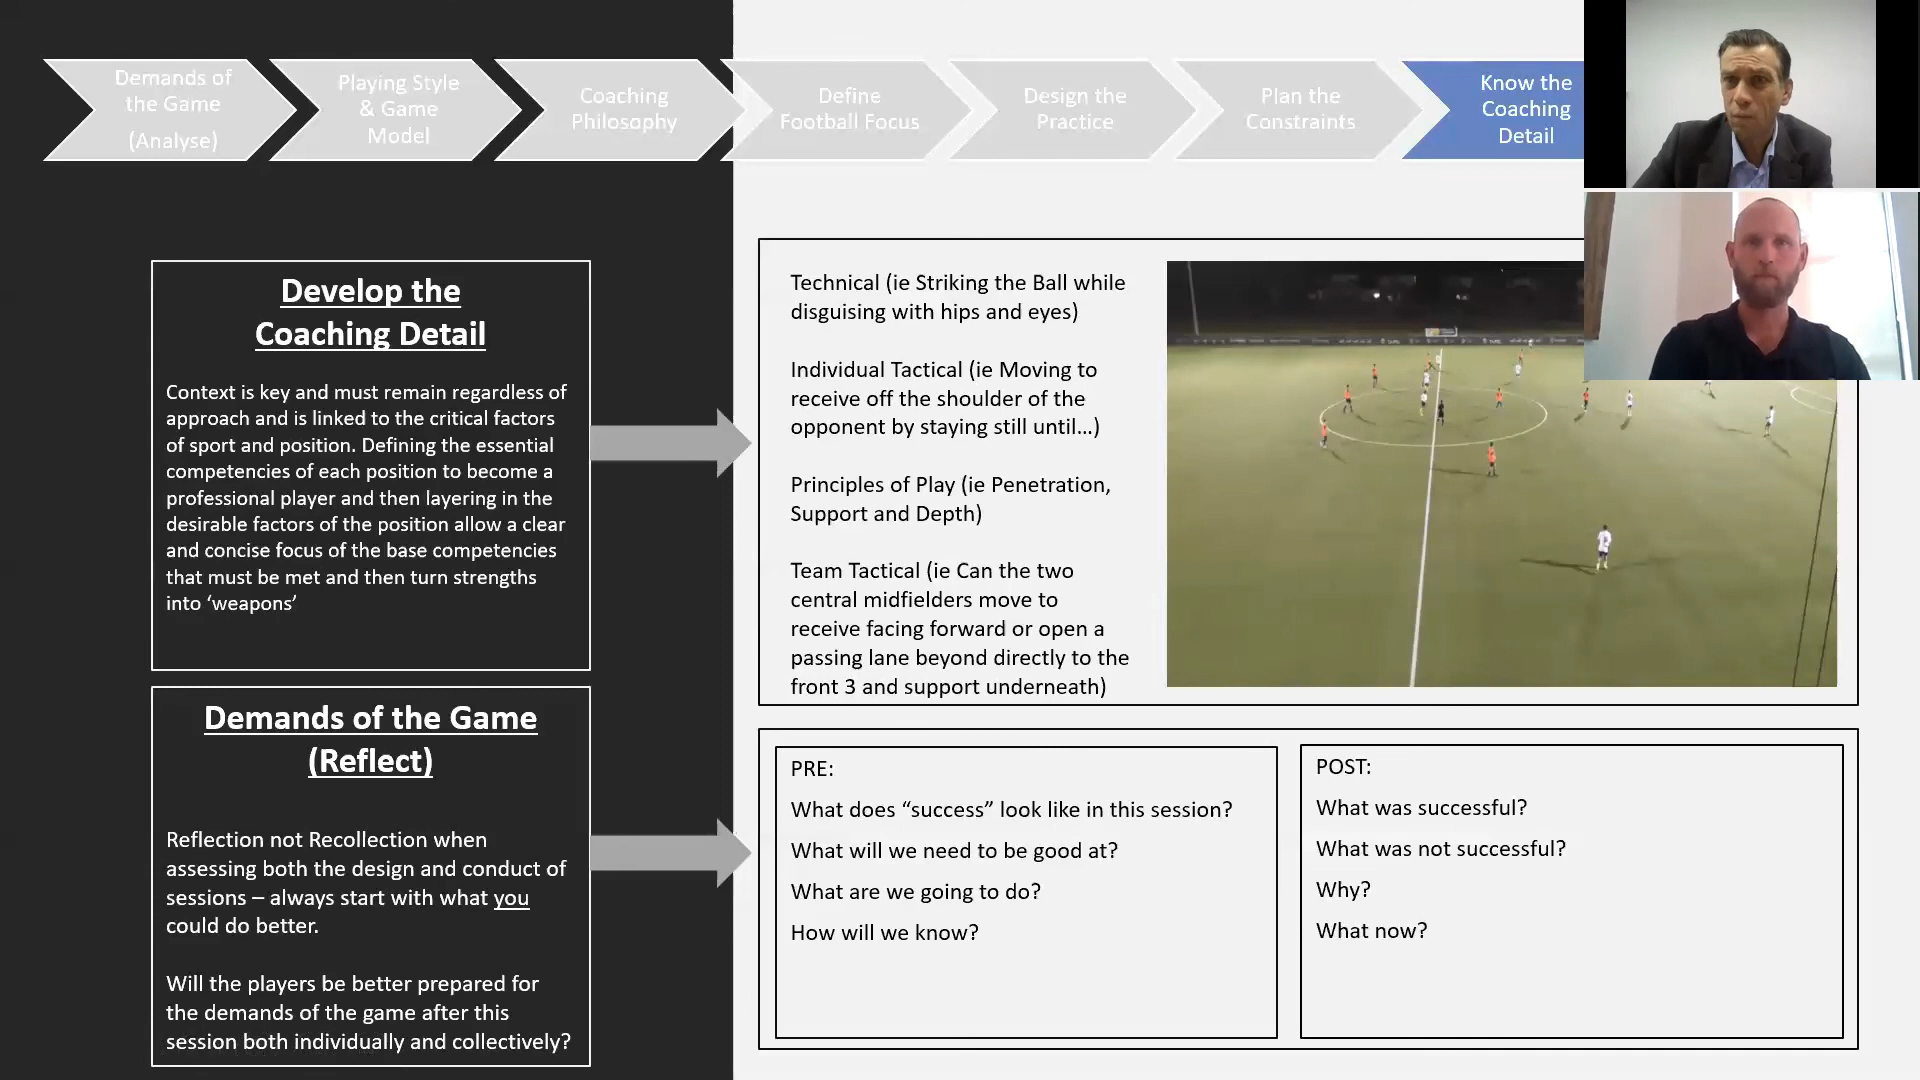 Demands of
the Game
(Analyse)
Playing Style
& Game
Model
Coaching
Philosophy
Define
Football Focus
Design the
Practice
Plan the
Constraints
Know the
Coaching
Detail
Develop the
Coaching Detail
Context is key and must remain regardless of
approach and is linked to the critical factors
of sport and position. Defining the essential
competencies of each position to become a
professional player and then layering in the
desirable factors of the position allow a clear
and concise focus of the base competencies
that must be met and then turn strengths
into ‘weapons’
Technical (ie Striking the Ball while
disguising with hips and eyes)
Individual Tactical (ie Moving to
receive off the shoulder of the
opponent by staying still until...)
Principles of Play (ie Penetration,
Support and Depth)
Team Tactical (ie Can the two
central midfielders move to
receive facing forward or open a
passing lane beyond directly to the
front 3 and support underneath)
Demands of the Game
(Reflect)
Reflection not Recollection when
assessing both the design and conduct of
sessions – always start with what you
could do better.
Will the players be better prepared for
the demands of the game after this
session both individually and collectively?
PRE:
What does “success” look like in this session?
What will we need to be good at?
What are we going to do?
How will we know?
POST:
What was successful?
What was not successful?
Why?
What now?